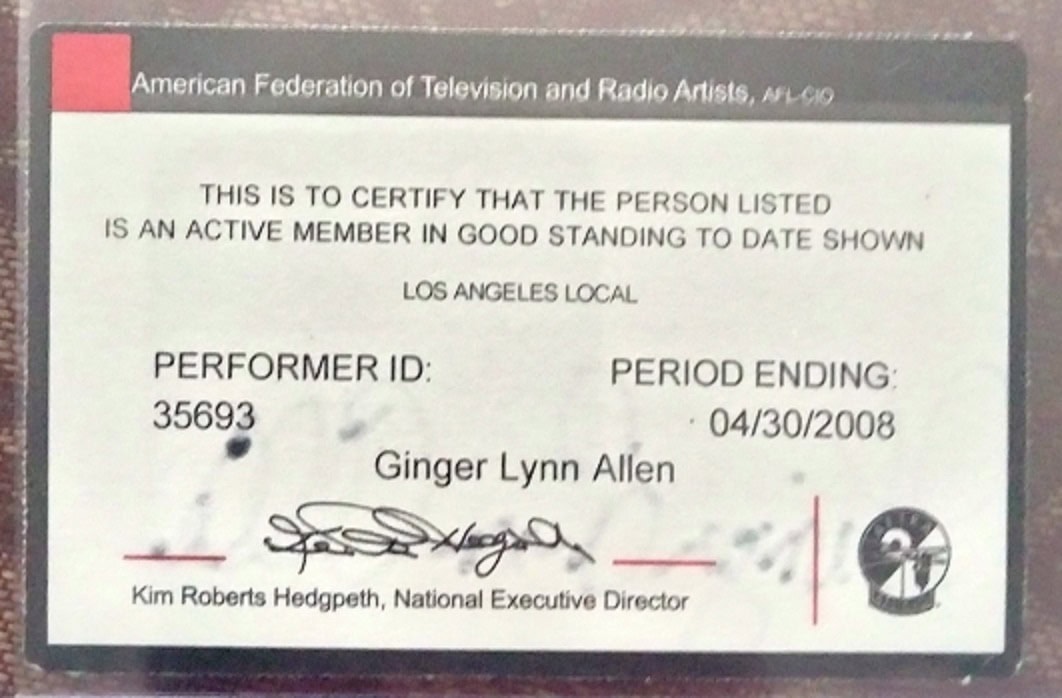 American Federation of Television and Radio Artists, AFL-CIO
THIS IS TO CERTIFY THAT THE PERSON LISTED
IS AN ACTIVE MEMBER IN GOOD STANDING TO DATE SHOWN
LOS ANGELES LOCAL
PERFORMER ID: PERIOD ENDING:
35693 04/30/2008
Ginger Lynn Allen
Kim Roberts Hedgpeth, National Executive Director